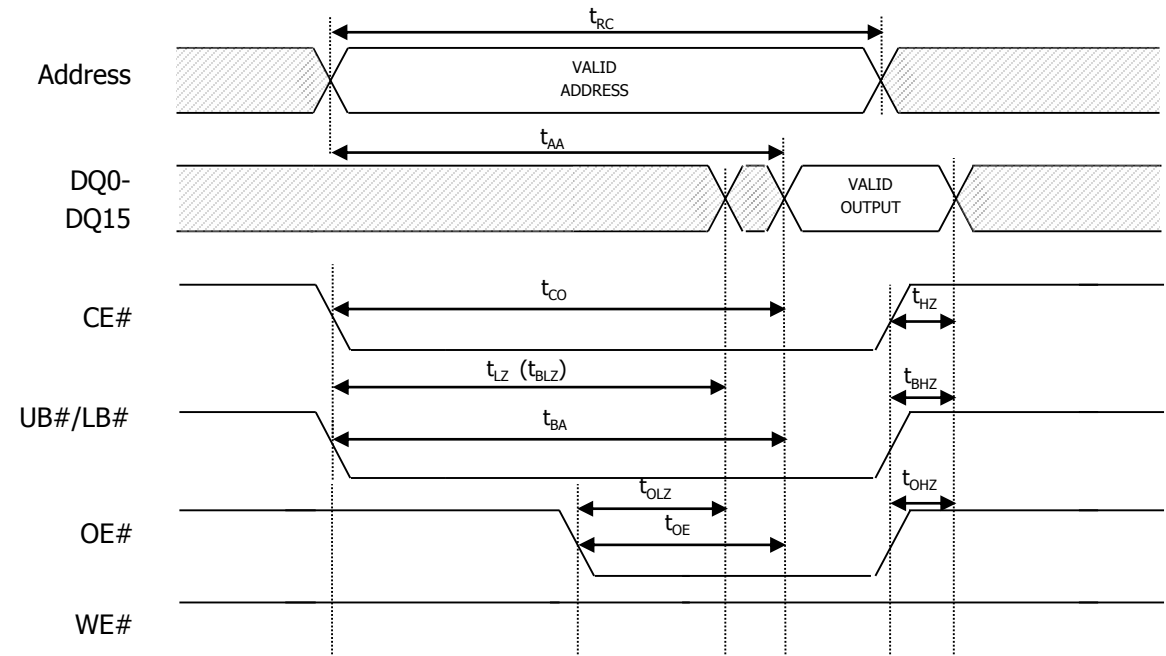 tRC
Address
VALID
ADDRESS
tAA
DQ0-
DQ15
VALID
OUTPUT
tCO
tHZ
CE#
tLZ (tBLZ)
tBHZ
UB#/LB#
tBA
tOLZ
tOHZ
OE#
tOE
WE#